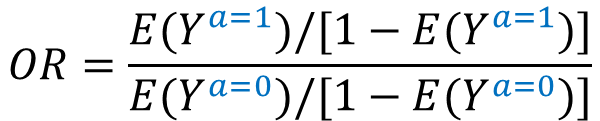 OR = E(Y^{a=1})/[1 − E(Y^{a=1})]
E(Y^{a=0})/[1 − E(Y^{a=0})]